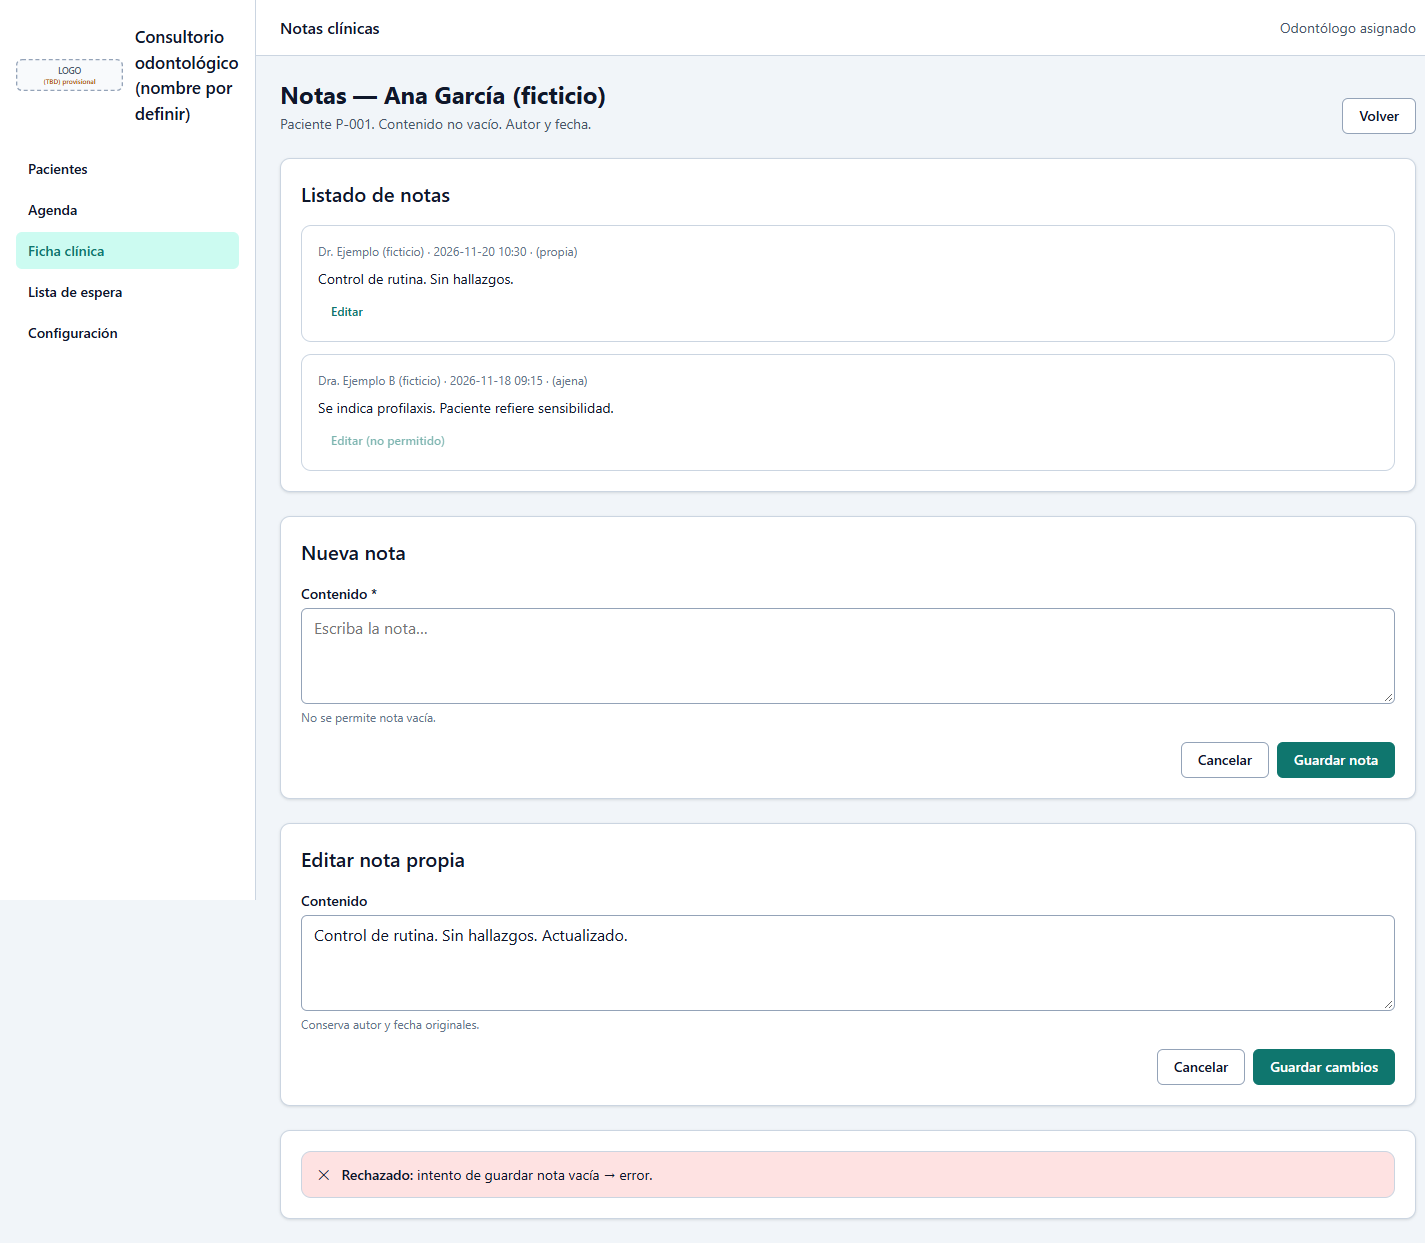 LOGO
(TBD) provisional
Consultorio
odontológico
(nombre por
definir)
Pacientes
Agenda
Ficha clínica
Lista de espera
Configuración
Notas clínicas
Odontólogo asignado
Notas — Ana García (ficticio)
Paciente P-001. Contenido no vacío. Autor y fecha.
Volver
Listado de notas
Dr. Ejemplo (ficticio) · 2026-11-20 10:30 · (propia)
Control de rutina. Sin hallazgos.
Editar
Dra. Ejemplo B (ficticio) · 2026-11-18 09:15 · (ajena)
Se indica profilaxis. Paciente refiere sensibilidad.
Editar (no permitido)
Nueva nota
Contenido *
Escriba la nota...
No se permite nota vacía.
Cancelar
Guardar nota
Editar nota propia
Contenido
Control de rutina. Sin hallazgos. Actualizado.
Conserva autor y fecha originales.
Cancelar
Guardar cambios
Rechazado: intento de guardar nota vacía → error.